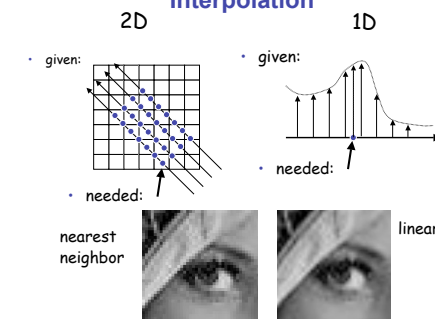 Interpolation
2D
1D
• given:
• given:
• needed:
• needed:
nearest
neighbor
linear